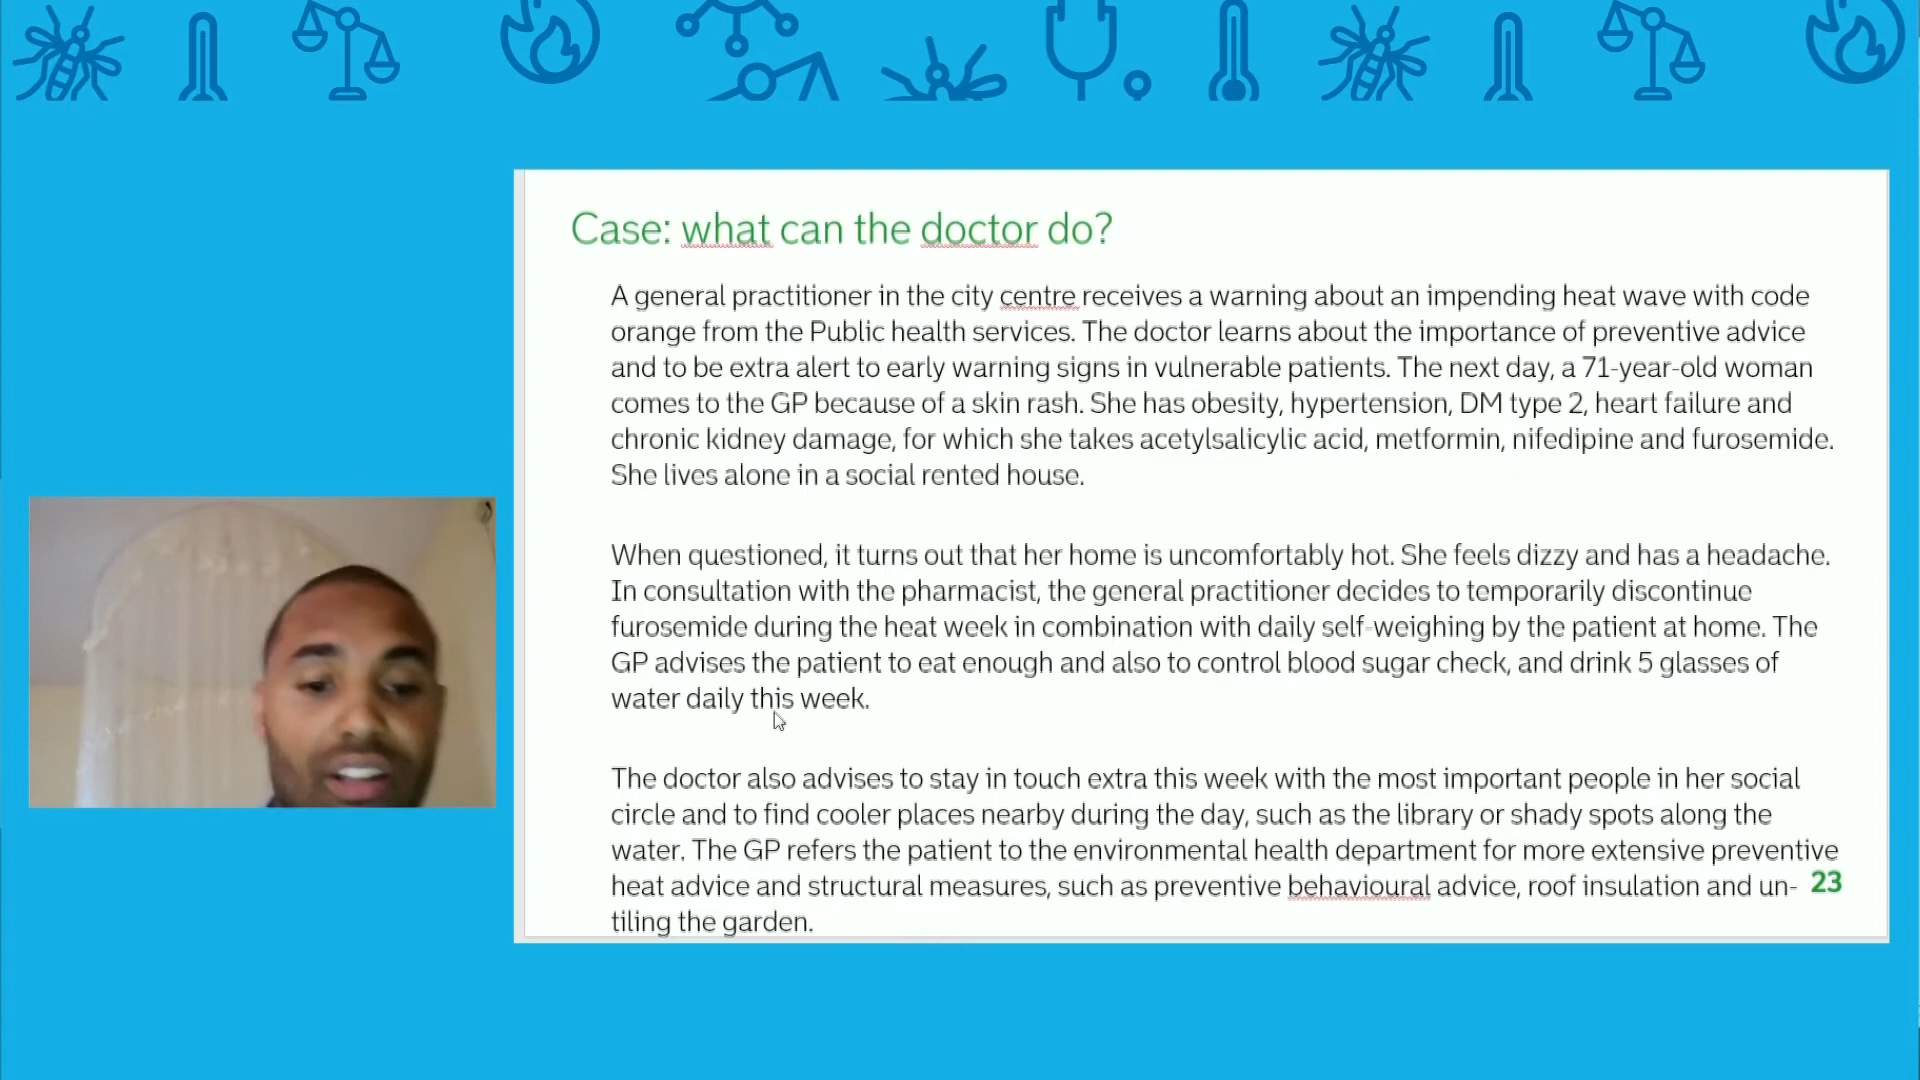 Case: what can the doctor do?
A general practitioner in the city centre receives a warning about an impending heat wave with code
orange from the Public health services. The doctor learns about the importance of preventive advice
and to be extra alert to early warning signs in vulnerable patients. The next day, a 71-year-old woman
comes to the GP because of a skin rash. She has obesity, hypertension, DM type 2, heart failure and
chronic kidney damage, for which she takes acetylsalicylic acid, metformin, nifedipine and furosemide.
She lives alone in a social rented house.
When questioned, it turns out that her home is uncomfortably hot. She feels dizzy and has a headache.
In consultation with the pharmacist, the general practitioner decides to temporarily discontinue
furosemide during the heat week in combination with daily self-weighing by the patient at home. The
GP advises the patient to eat enough and also to control blood sugar check, and drink 5 glasses of
water daily this week.
The doctor also advises to stay in touch extra this week with the most important people in her social
circle and to find cooler places nearby during the day, such as the library or shady spots along the
water. The GP refers the patient to the environmental health department for more extensive preventive
heat advice and structural measures, such as preventive behavioural advice, roof insulation and un-
tiling the garden.
23